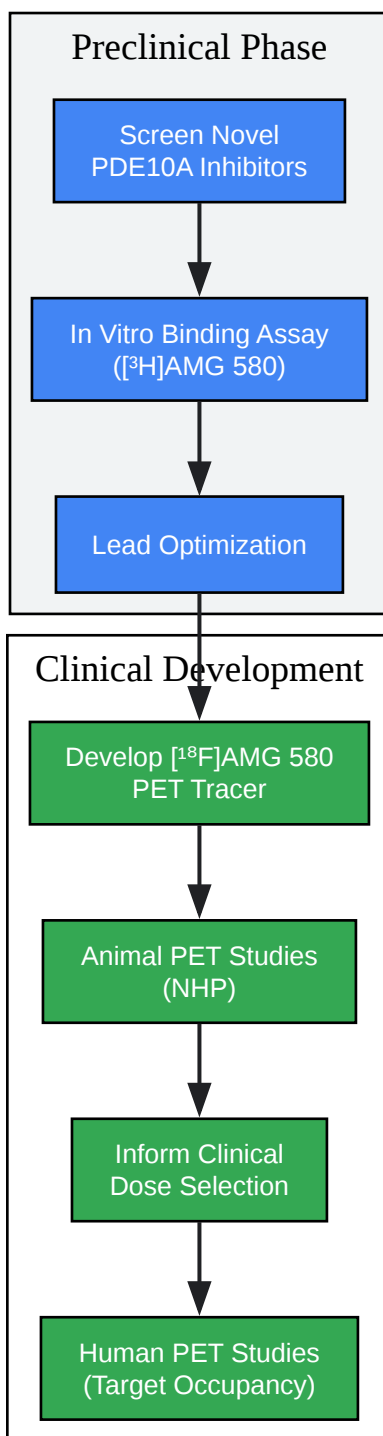 Preclinical Phase
Screen Novel
PDE10A Inhibitors
In Vitro Binding Assay
([³H]AMG 580)
Lead Optimization
Clinical Development
Develop [¹⁸F]AMG 580
PET Tracer
Animal PET Studies
(NHP)
Inform Clinical
Dose Selection
Human PET Studies
(Target Occupancy)